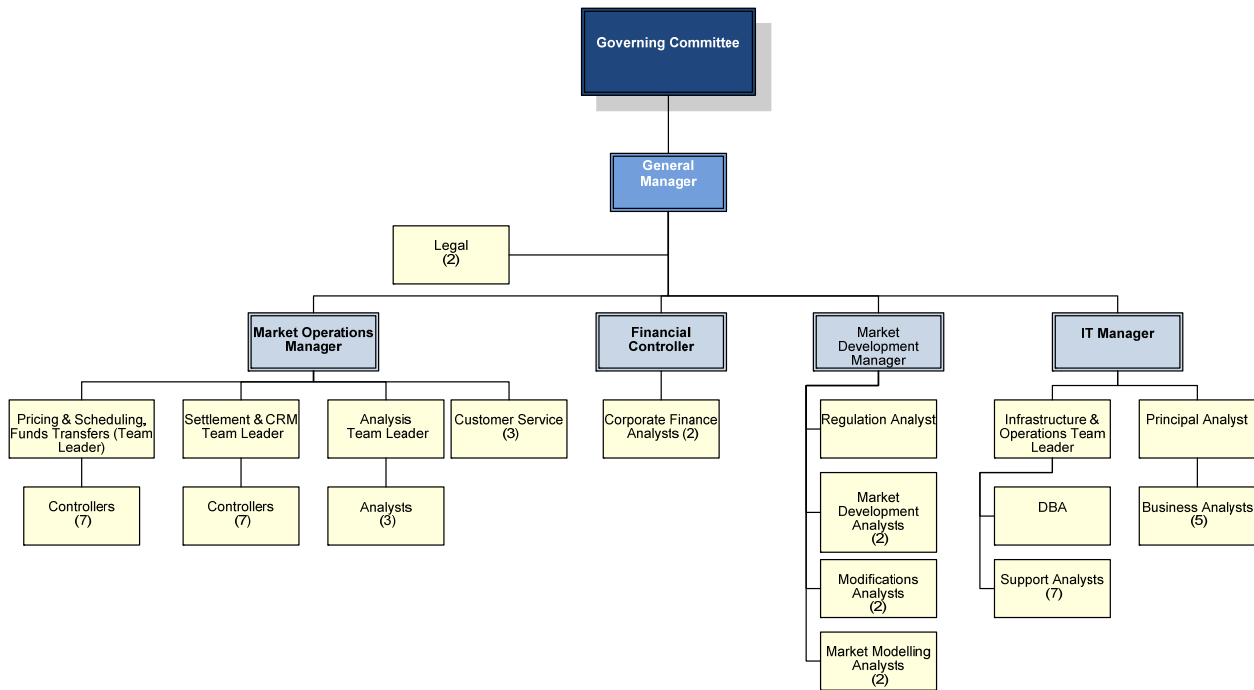 Governing Committee
General
Manager
Legal
(2)
Market Operations
Manager
Financial
Controller
Market
Development
Manager
IT Manager
Pricing & Scheduling,
Funds Transfers (Team
Leader)
Settlement & CRM
Team Leader
Analysis
Team Leader
Customer Service
(3)
Corporate Finance
Analysts (2)
Regulation Analyst
Infrastructure &
Operations Team
Leader
Principal Analyst
Controllers
(7)
Controllers
(7)
Analysts
(3)
Market
Development
Analysts
(2)
DBA
Business Analysts
(5)
Modifications
Analysts
(2)
Support Analysts
(7)
Market Modelling
Analysts
(2)